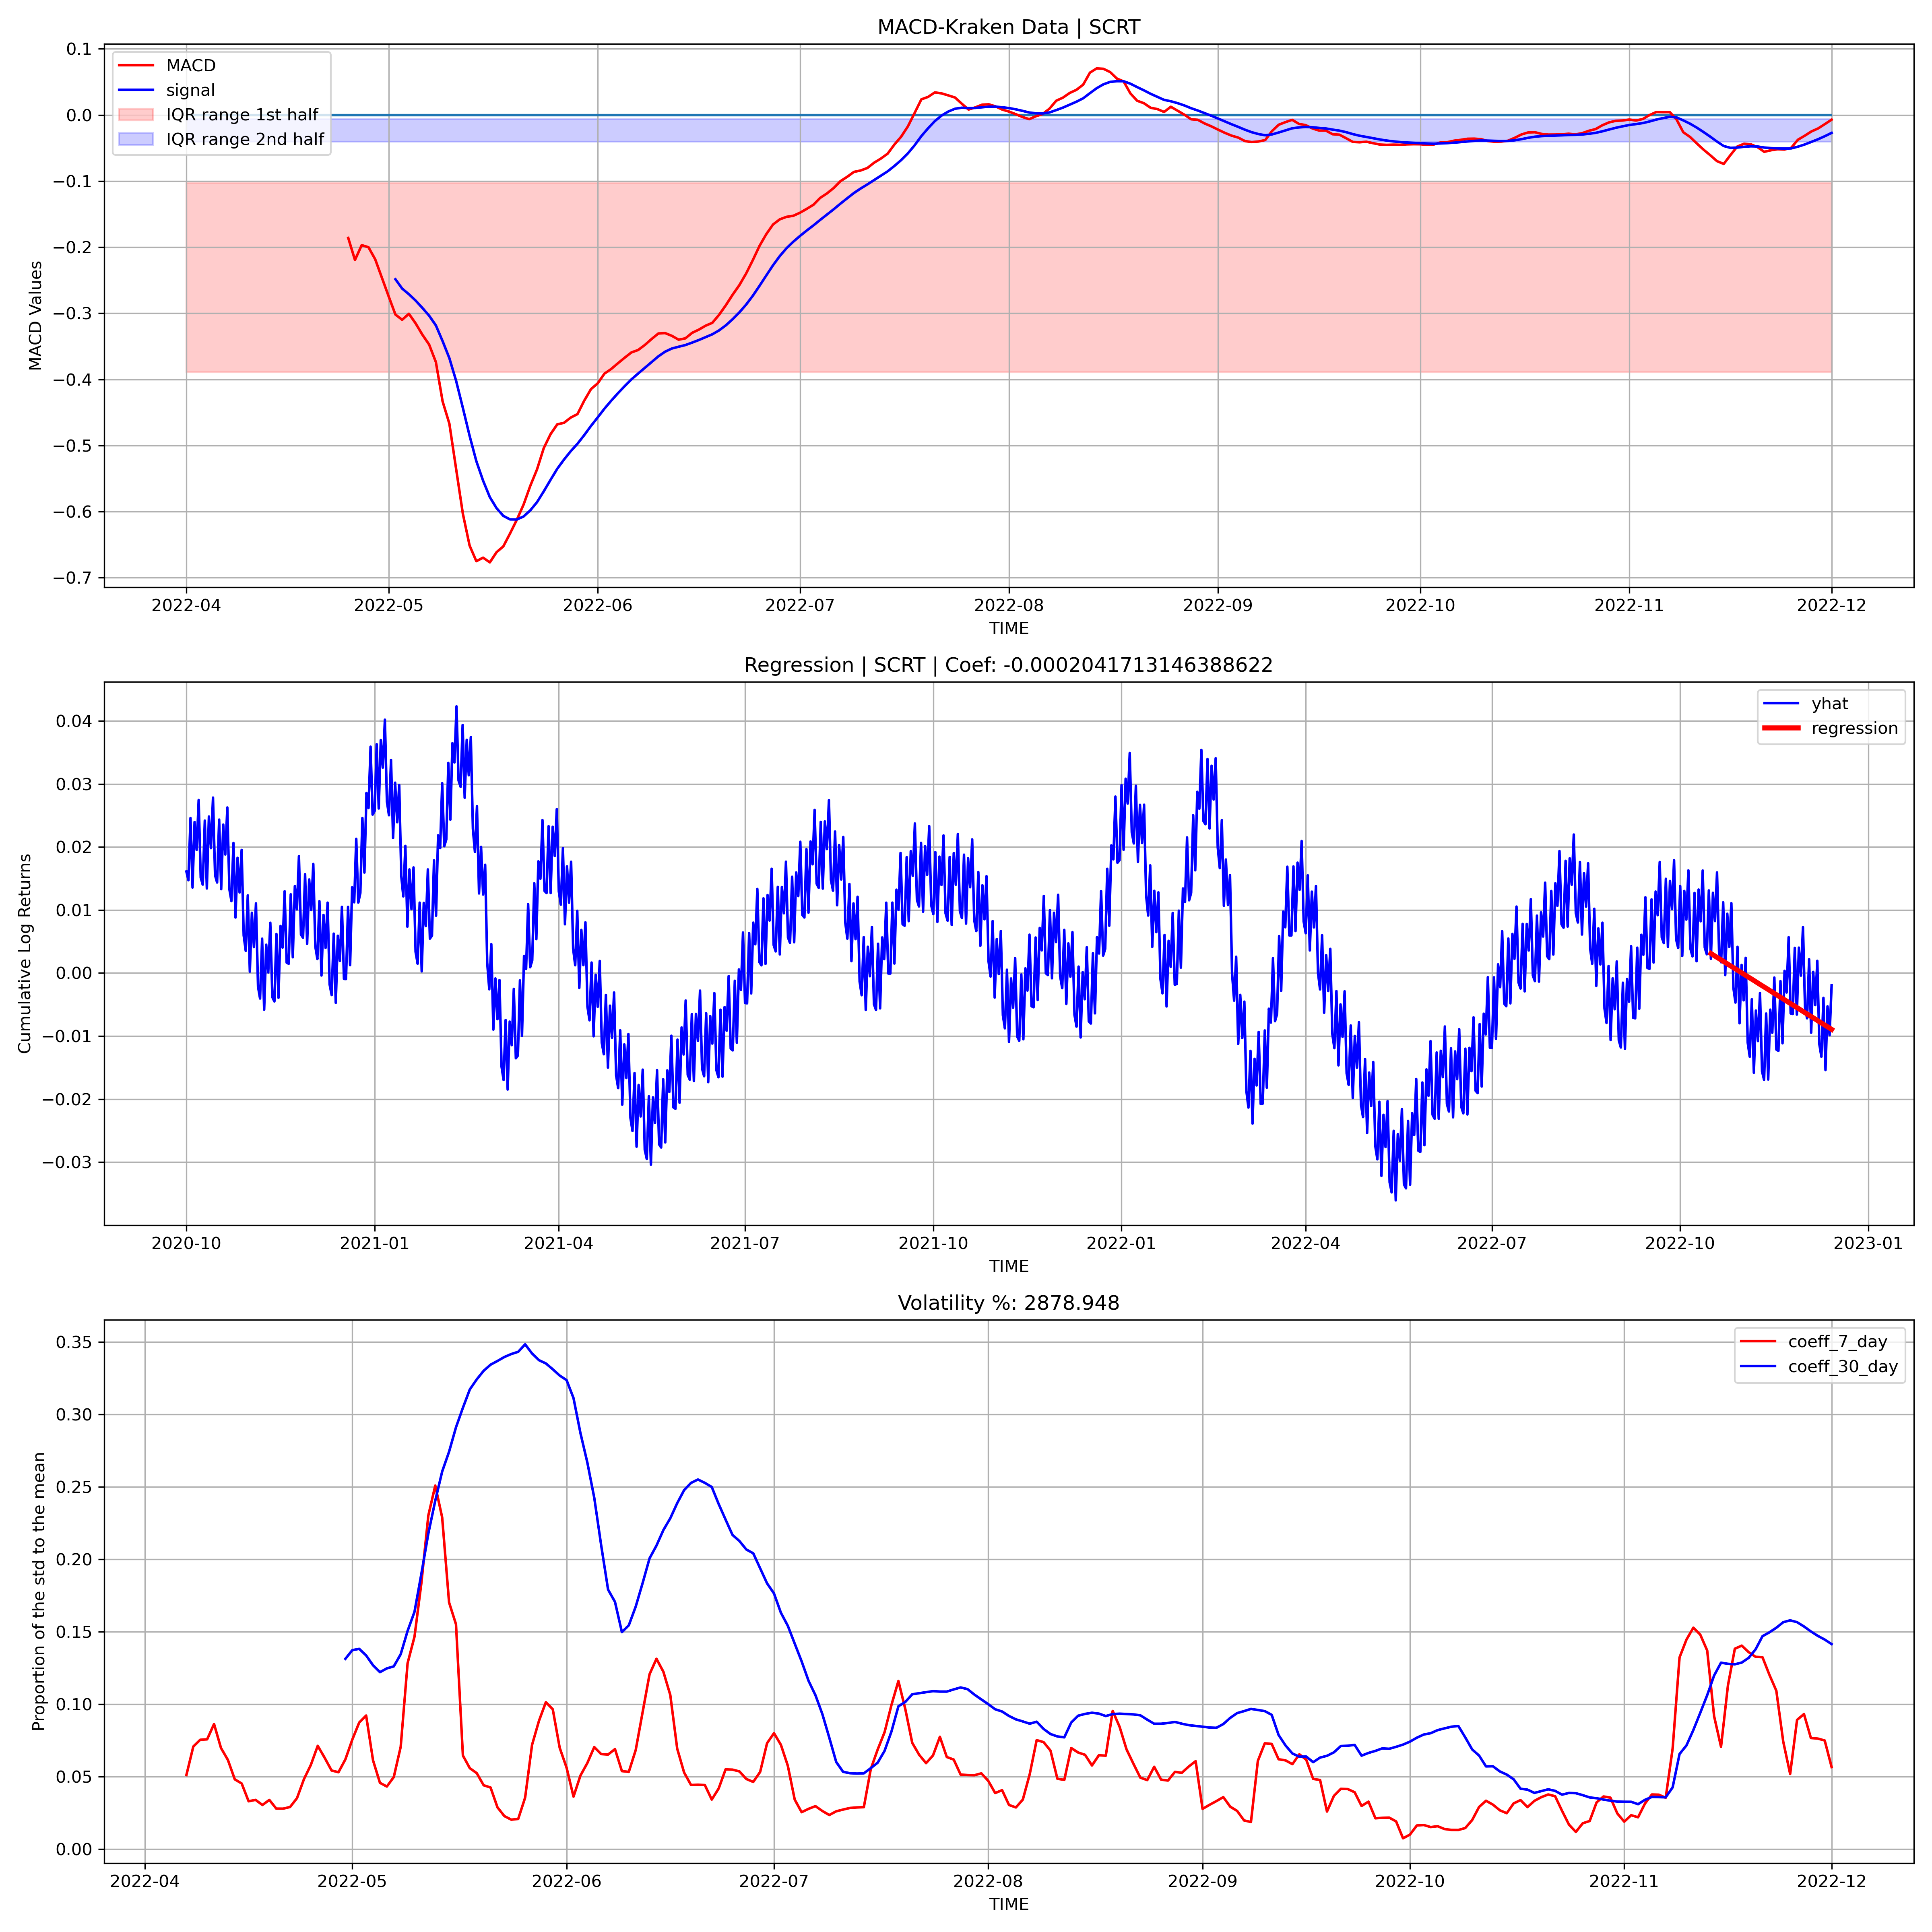 MACD-Kraken Data | SCRT
MACD
signal
IQR range 1st half
IQR range 2nd half
MACD Values
0.1
0.0
−0.1
−0.2
−0.3
−0.4
−0.5
−0.6
−0.7
2022-04 2022-05 2022-06 2022-07 2022-08 2022-09 2022-10 2022-11 2022-12
TIME
Regression | SCRT | Coef: -0.0002041713146388622
yhat
regression
Cumulative Log Returns
0.04
0.03
0.02
0.01
0.00
−0.01
−0.02
−0.03
2020-10 2021-01 2021-04 2021-07 2021-10 2022-01 2022-04 2022-07 2022-10 2023-01
TIME
Volatility %: 2878.948
coeff_7_day
coeff_30_day
Proportion of the std to the mean
0.35
0.30
0.25
0.20
0.15
0.10
0.05
0.00
2022-04 2022-05 2022-06 2022-07 2022-08 2022-09 2022-10 2022-11 2022-12
TIME